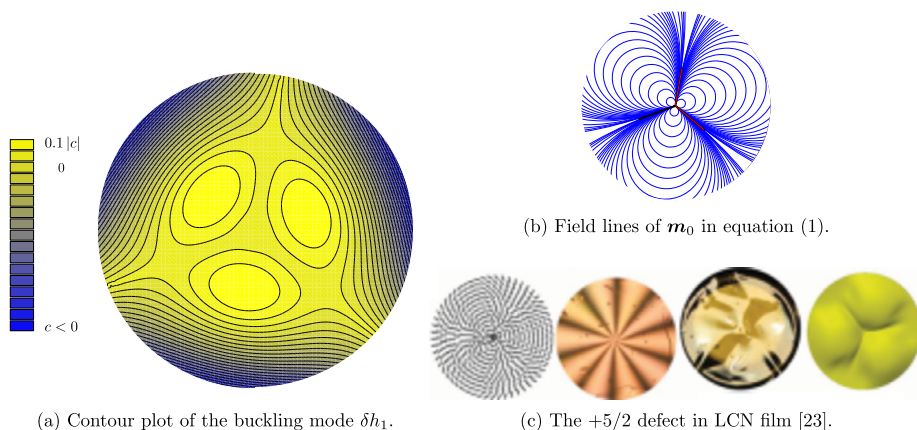 0.1 |c|
0
c < 0
(a) Contour plot of the buckling mode δh₁.
(b) Field lines of m₀ in equation (1).
(c) The +5/2 defect in LCN film [23].